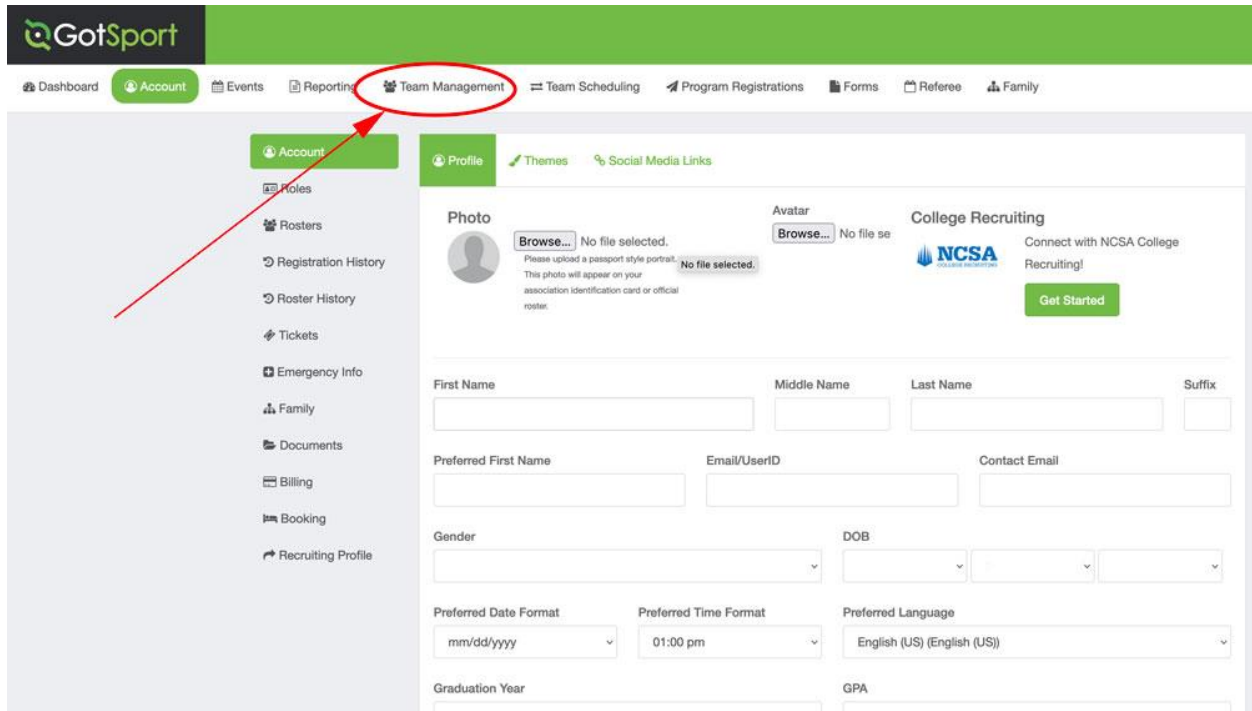 GotSport
Dashboard Account Events Reporting Team Management Team Scheduling Program Registrations Forms Referee Family
Account
Roles
Rosters
Registration History
Roster History
Tickets
Emergency Info
Family
Documents
Billing
Booking
Recruiting Profile
Profile Themes Social Media Links
Photo
Browse... No file selected.
Please upload a passport style portrait.
This photo will appear on your
association identification card or official
roster.
No file selected.
Avatar
Browse... No file se
College Recruiting
NCSA
COLLEGE RECRUITING
Connect with NCSA College
Recruiting!
Get Started
First Name Middle Name Last Name Suffix
Preferred First Name Email/UserID Contact Email
Gender DOB
Preferred Date Format Preferred Time Format Preferred Language
mm/dd/yyyy 01:00 pm English (US) (English (US))
Graduation Year GPA